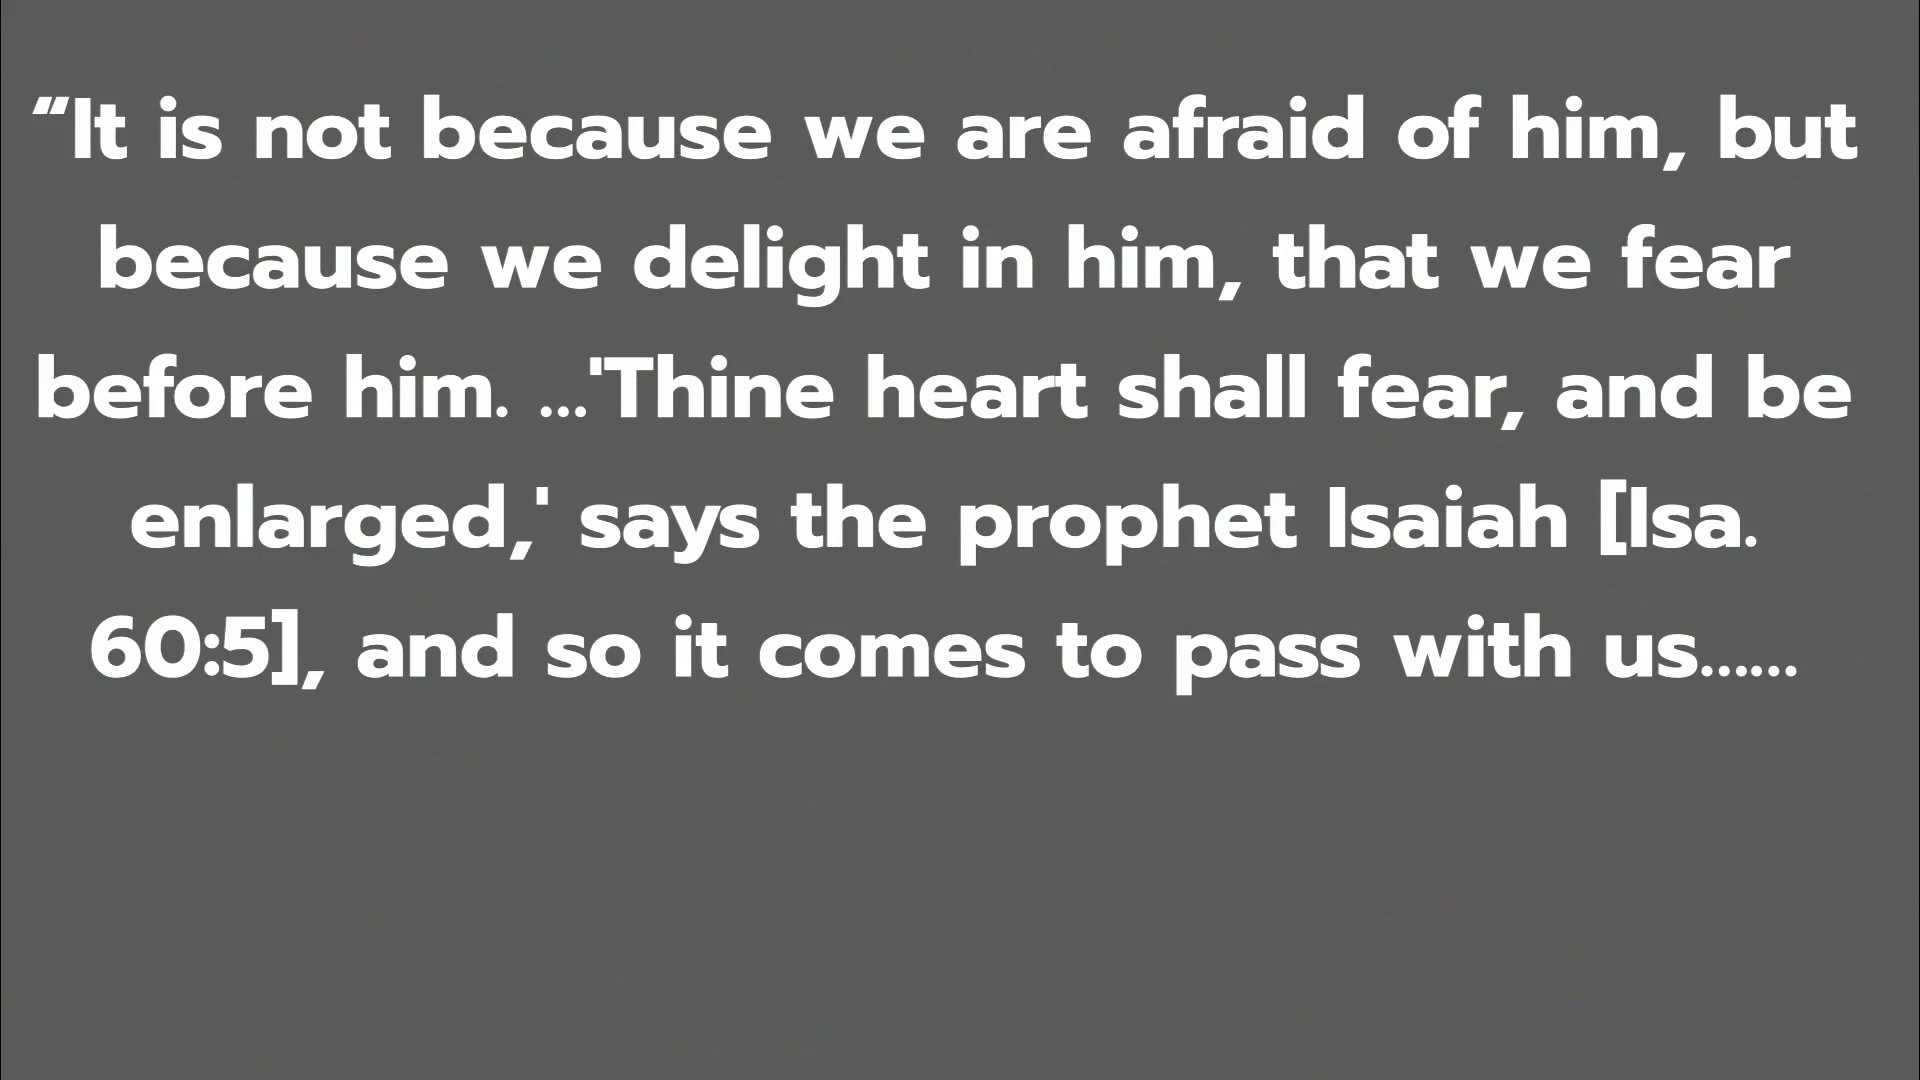 “It is not because we are afraid of him, but
because we delight in him, that we fear
before him. ...'Thine heart shall fear, and be
enlarged,' says the prophet Isaiah [Isa.
60:5], and so it comes to pass with us......